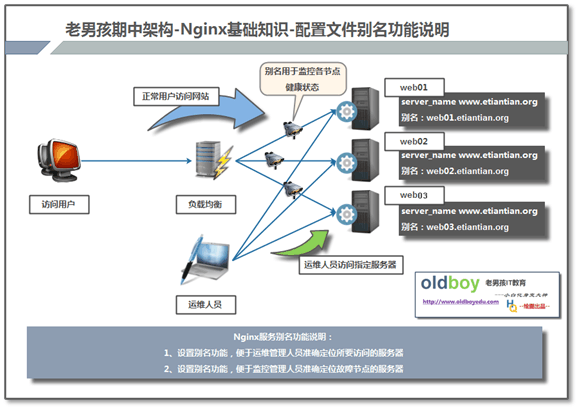 老男孩期中架构-Nginx基础知识-配置文件别名功能说明
正常用户访问网站
别名用于监控各节点
健康状态
web01
server_name www.etiantian.org
别名：web01.etiantian.org
web02
server_name www.etiantian.org
别名：web02.etiantian.org
web03
server_name www.etiantian.org
别名：web03.etiantian.org
访问用户
负载均衡
运维人员访问指定服务器
运维人员
oldboy 老男孩IT教育
http://www.oldboyedu.com
HQ
Nginx服务别名功能说明：
1、设置别名功能，便于运维管理人员准确定位所要访问的服务器
2、设置别名功能，便于监控管理人员准确定位故障节点的服务器